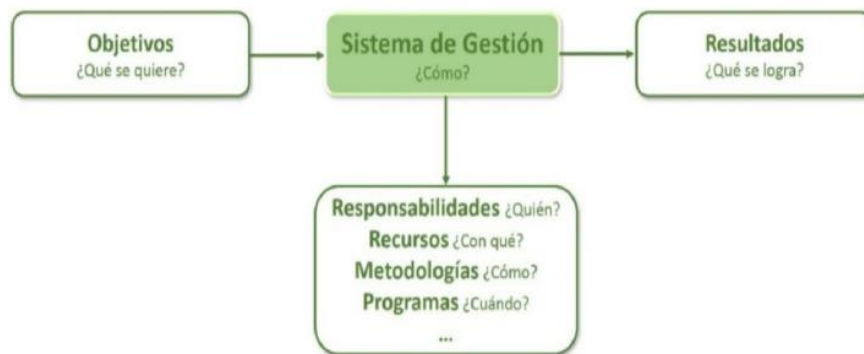 Objetivos
¿Qué se quiere?
Sistema de Gestión
¿Cómo?
Resultados
¿Qué se logra?
Responsabilidades ¿Quién?
Recursos ¿Con qué?
Metodologías ¿Cómo?
Programas ¿Cuándo?
...